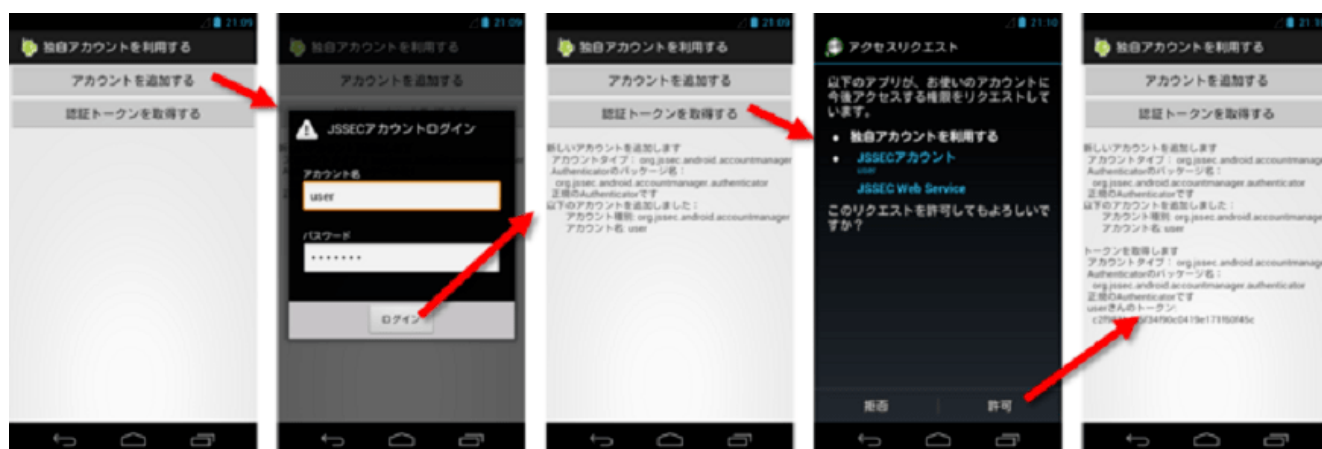 21:09
独自アカウントを利用する
アカウントを追加する
認証トークンを取得する
21:09
独自アカウントを利用する
アカウントを追加する
JSSECアカウントログイン
アカウント名
user
パスワード
•••••••
ログイン
21:09
独自アカウントを利用する
アカウントを追加する
認証トークンを取得する
新しいアカウントを追加します
アカウントタイプ: org.jssec.android.accountmanager
Authenticatorのパッケージ名:
org.jssec.android.accountmanager.authenticator
正規のAuthenticatorです
以下のアカウントを追加しました:
アカウント種別: org.jssec.android.accountmanager
アカウント名: user
21:10
アクセスリクエスト
以下のアプリが、お使いのアカウントに
今後アクセスする権限をリクエストして
います。
• 独自アカウントを利用する
• JSSECアカウント
user
JSSEC Web Service
このリクエストを許可してもよろしいで
すか?
拒否
許可
21:10
独自アカウントを利用する
アカウントを追加する
認証トークンを取得する
新しいアカウントを追加します
アカウントタイプ: org.jssec.android.accountmanage
Authenticatorのパッケージ名:
org.jssec.android.accountmanager.authenticator
正規のAuthenticatorです
以下のアカウントを追加しました:
アカウント種別: org.jssec.android.accountmanage
アカウント名: user
トークンを取得します
アカウントタイプ: org.jssec.android.accountmanage
Authenticatorのパッケージ名:
org.jssec.android.accountmanager.authenticator
正規のAuthenticatorです
userさんのトークン: